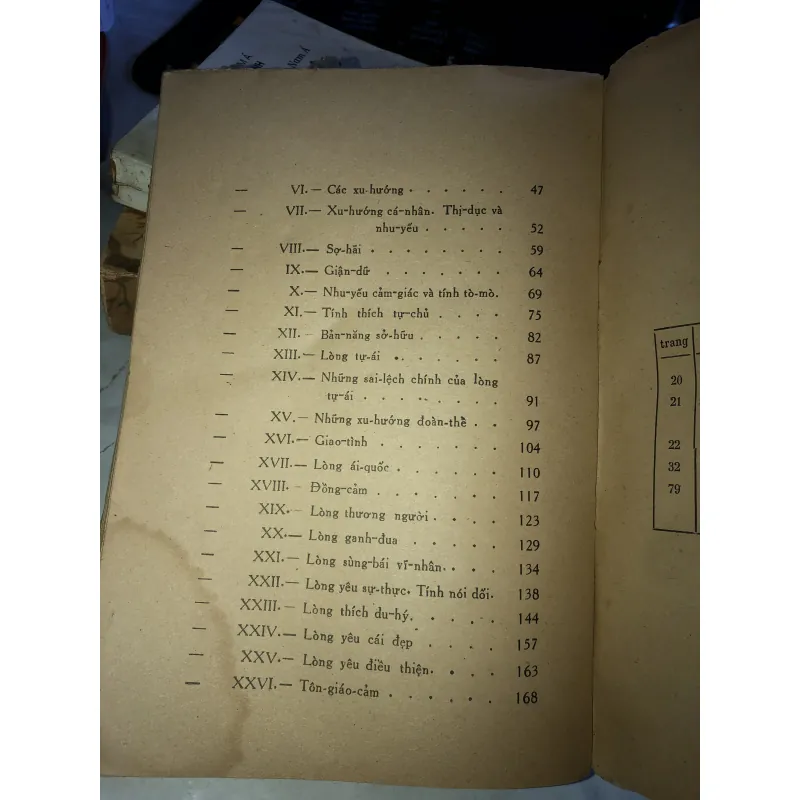 Nam Á
— VI.— Các xu-hướng . . . . . . 47
— VII.— Xu-hướng cá-nhân. Thị-dục và
nhu-yếu . . . . . 52
— VIII.— Sợ-hãi . . . . . . . . 59
— IX.— Giận-dữ . . . . . . . 64
— X.— Nhu-yếu cảm-giác và tính tò-mò. 69
— XI.— Tính thích tự-chủ . . . . 75
— XII.- Bản-năng sở-hữu . . . . . 82
— XIII.— Lòng tự-ái . . . . . . 87
— XIV.— Những sai-lệch chính của lòng
tự-ái . . . . . . . 91
— XV.— Những xu-hướng đoàn-thể . . 97
— XVI.— Giao-tình . . . . . . 104
— XVII.— Lòng ái-quốc . . . . . 110
— XVIII. - Đồng-cảm . . . . . . 117
— XIX.— Lòng thương người . . . . 123
— XX.— Lòng ganh-đua . . . . . 129
— XXI.— Lòng sùng-bái vĩ-nhân. . . 134
— XXII.— Lòng yêu sự-thực. Tính nói dối. 138
— XXIII.— Lòng thích du-hý. . . . . 144
— XXIV.— Lòng yêu cái đẹp . . . . 157
— XXV.— Lòng yêu điều thiện. . . . 163
— XXVI.— Tôn-giáo-cảm . . . . . 168
trang
20
21
22
32
79